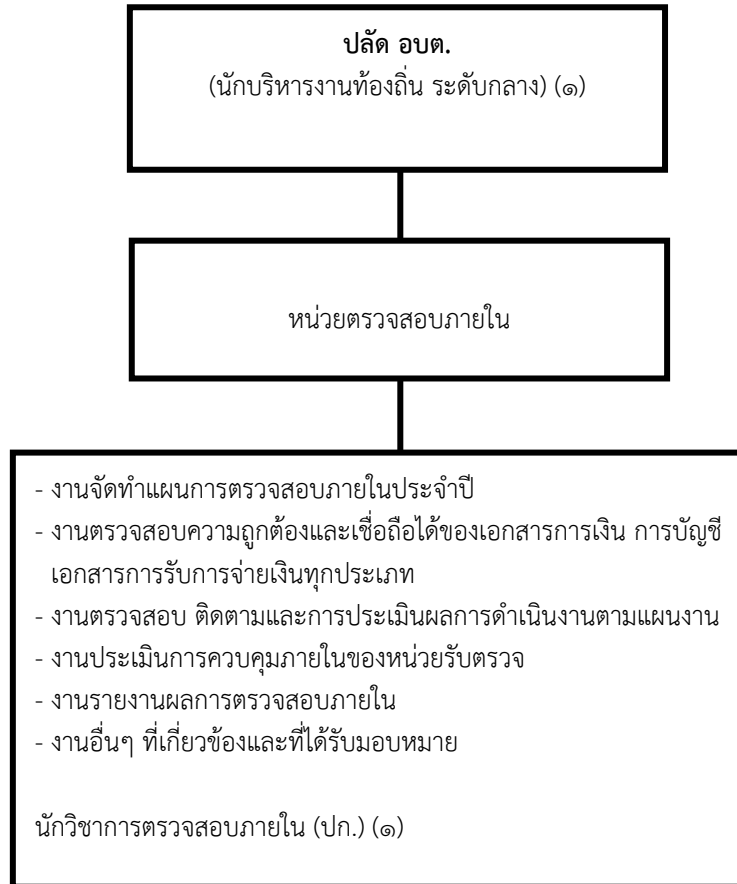 ปลัด อบต.
(นักบริหารงานท้องถิ่น ระดับกลาง) (๑)
หน่วยตรวจสอบภายใน
- งานจัดทำแผนการตรวจสอบภายในประจำปี
- งานตรวจสอบความถูกต้องและเชื่อถือได้ของเอกสารการเงิน การบัญชี
เอกสารการรับการจ่ายเงินทุกประเภท
- งานตรวจสอบ ติดตามและการประเมินผลการดำเนินงานตามแผนงาน
- งานประเมินการควบคุมภายในของหน่วยรับตรวจ
- งานรายงานผลการตรวจสอบภายใน
- งานอื่นๆ ที่เกี่ยวข้องและที่ได้รับมอบหมาย
นักวิชาการตรวจสอบภายใน (ปก.) (๑)